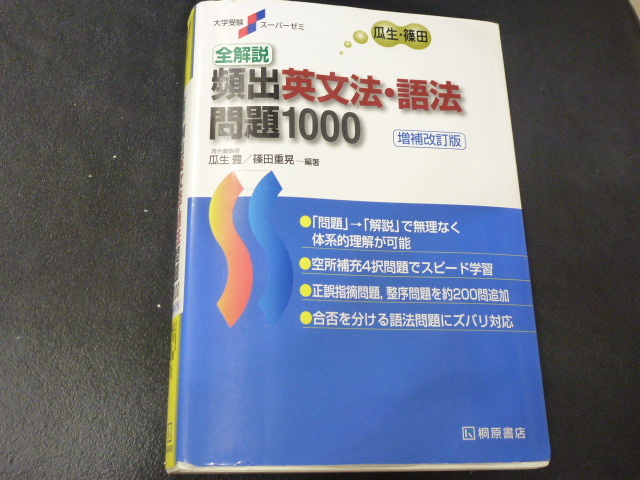 大学受験 スーパーゼミ
瓜生・篠田
全解説
頻出英文法・語法
問題1000
増補改訂版
河合塾講師
瓜生 豊／篠田重晃―編著
●「問題」→「解説」で無理なく
体系的理解が可能
●空所補充4択問題でスピード学習
●正誤指摘問題,整序問題を約200問追加
●合否を分ける語法問題にズバリ対応
桐原書店